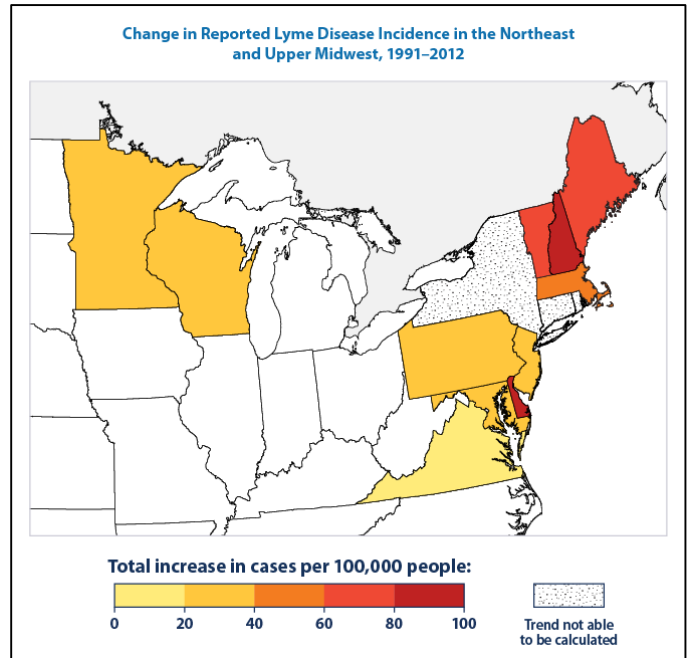 Change in Reported Lyme Disease Incidence in the Northeast
and Upper Midwest, 1991–2012
Total increase in cases per 100,000 people:
0 20 40 60 80 100
Trend not able
to be calculated